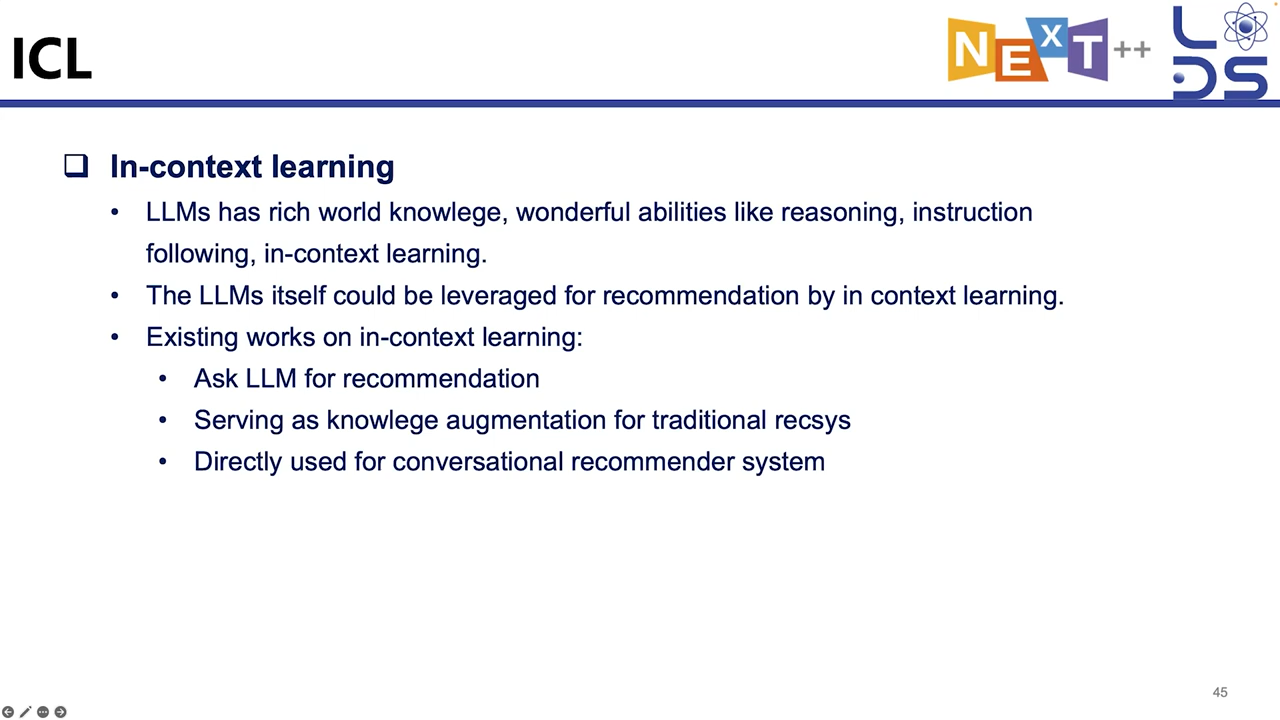 ICL
NExT++
LDS
In-context learning
LLMs has rich world knowlege, wonderful abilities like reasoning, instruction
following, in-context learning.
The LLMs itself could be leveraged for recommendation by in context learning.
Existing works on in-context learning:
Ask LLM for recommendation
Serving as knowlege augmentation for traditional recsys
Directly used for conversational recommender system
45